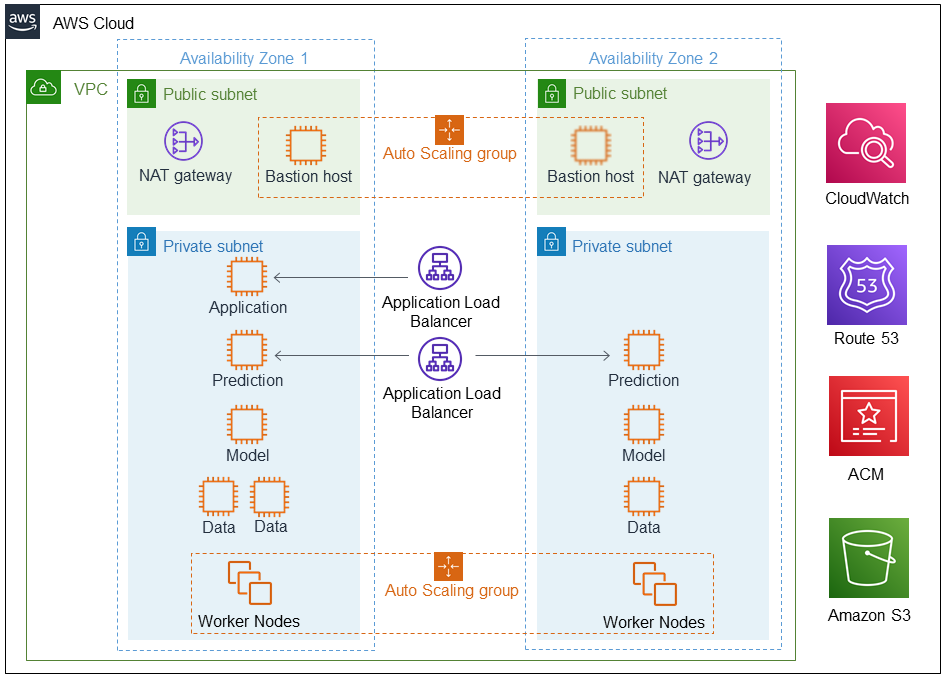 aws
AWS Cloud
Availability Zone 1
Availability Zone 2
VPC
Public subnet
Public subnet
NAT gateway
Bastion host
Auto Scaling group
Bastion host
NAT gateway
CloudWatch
Private subnet
Private subnet
Application
Application Load
Balancer
53
Route 53
Prediction
Application Load
Balancer
Prediction
Model
Model
ACM
Data
Data
Data
Auto Scaling group
Worker Nodes
Worker Nodes
Amazon S3